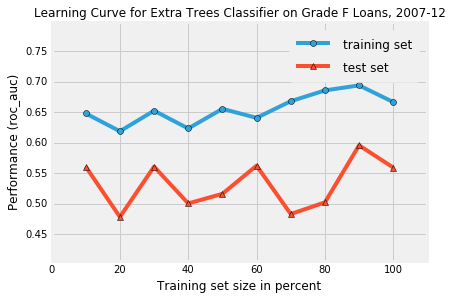 Learning Curve for Extra Trees Classifier on Grade F Loans, 2007-12
training set
test set
Performance (roc_auc)
0.75
0.70
0.65
0.60
0.55
0.50
0.45
0 20 40 60 80 100
Training set size in percent